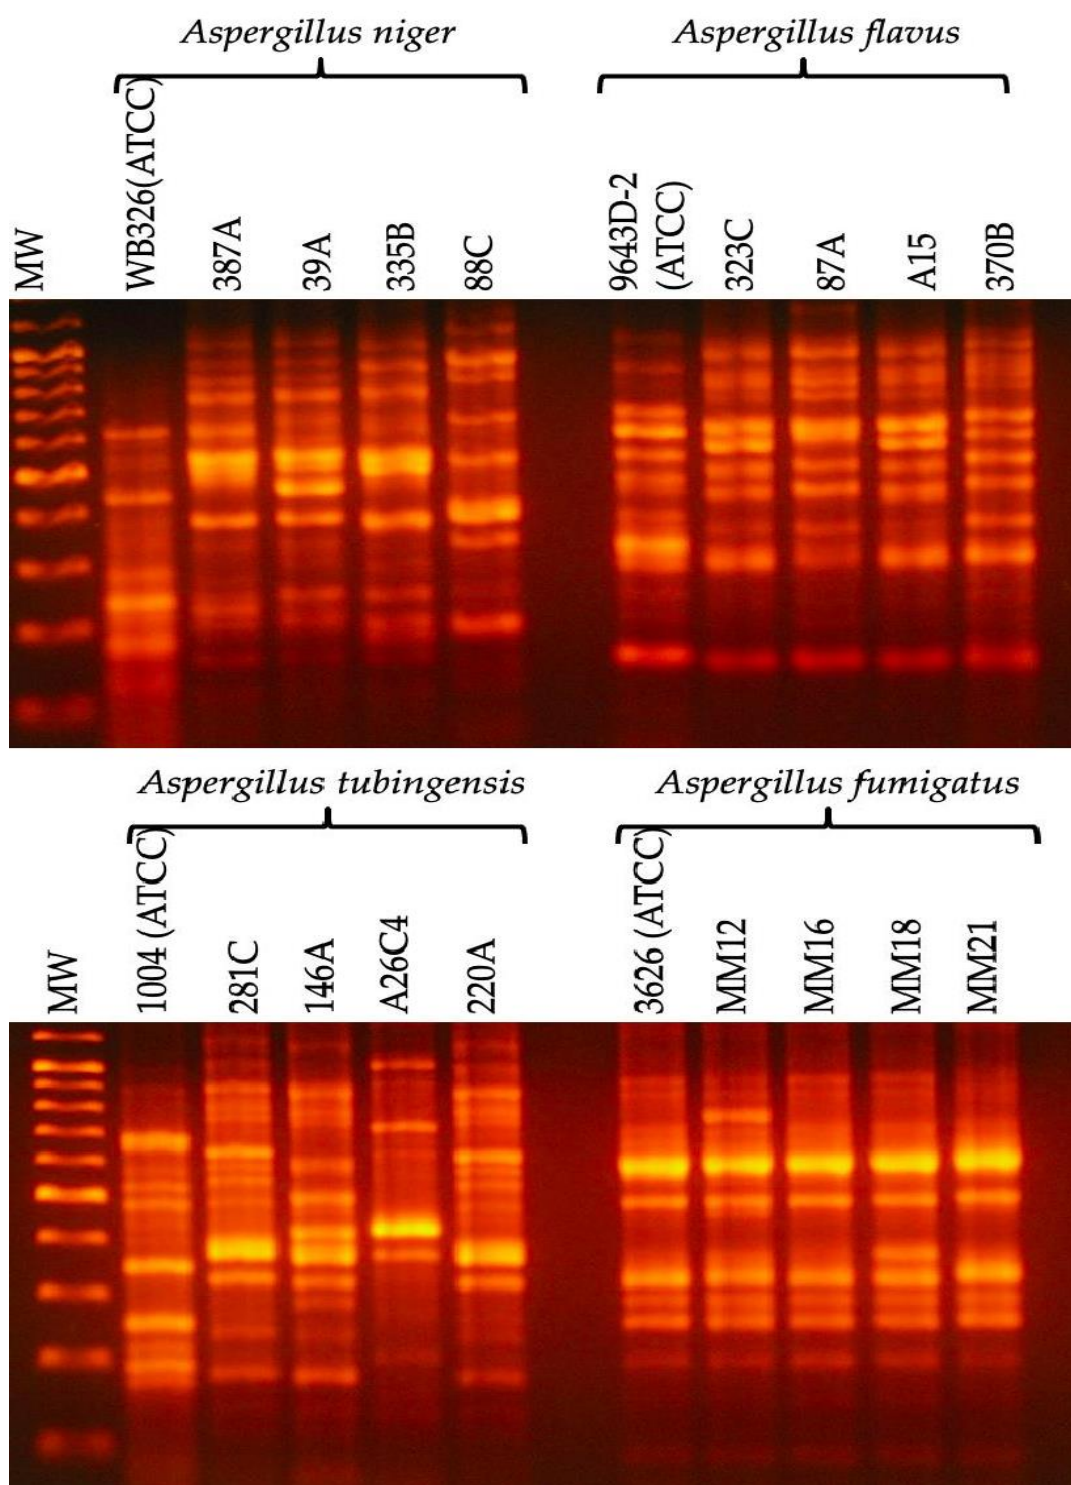 Aspergillus niger
Aspergillus flavus
MW
WB326(ATCC)
387A
39A
335B
88C
9643D-2
(ATCC)
323C
87A
A15
370B
Aspergillus tubingensis
Aspergillus fumigatus
MW
1004 (ATCC)
281C
146A
A26C4
220A
3626 (ATCC)
MM12
MM16
MM18
MM21